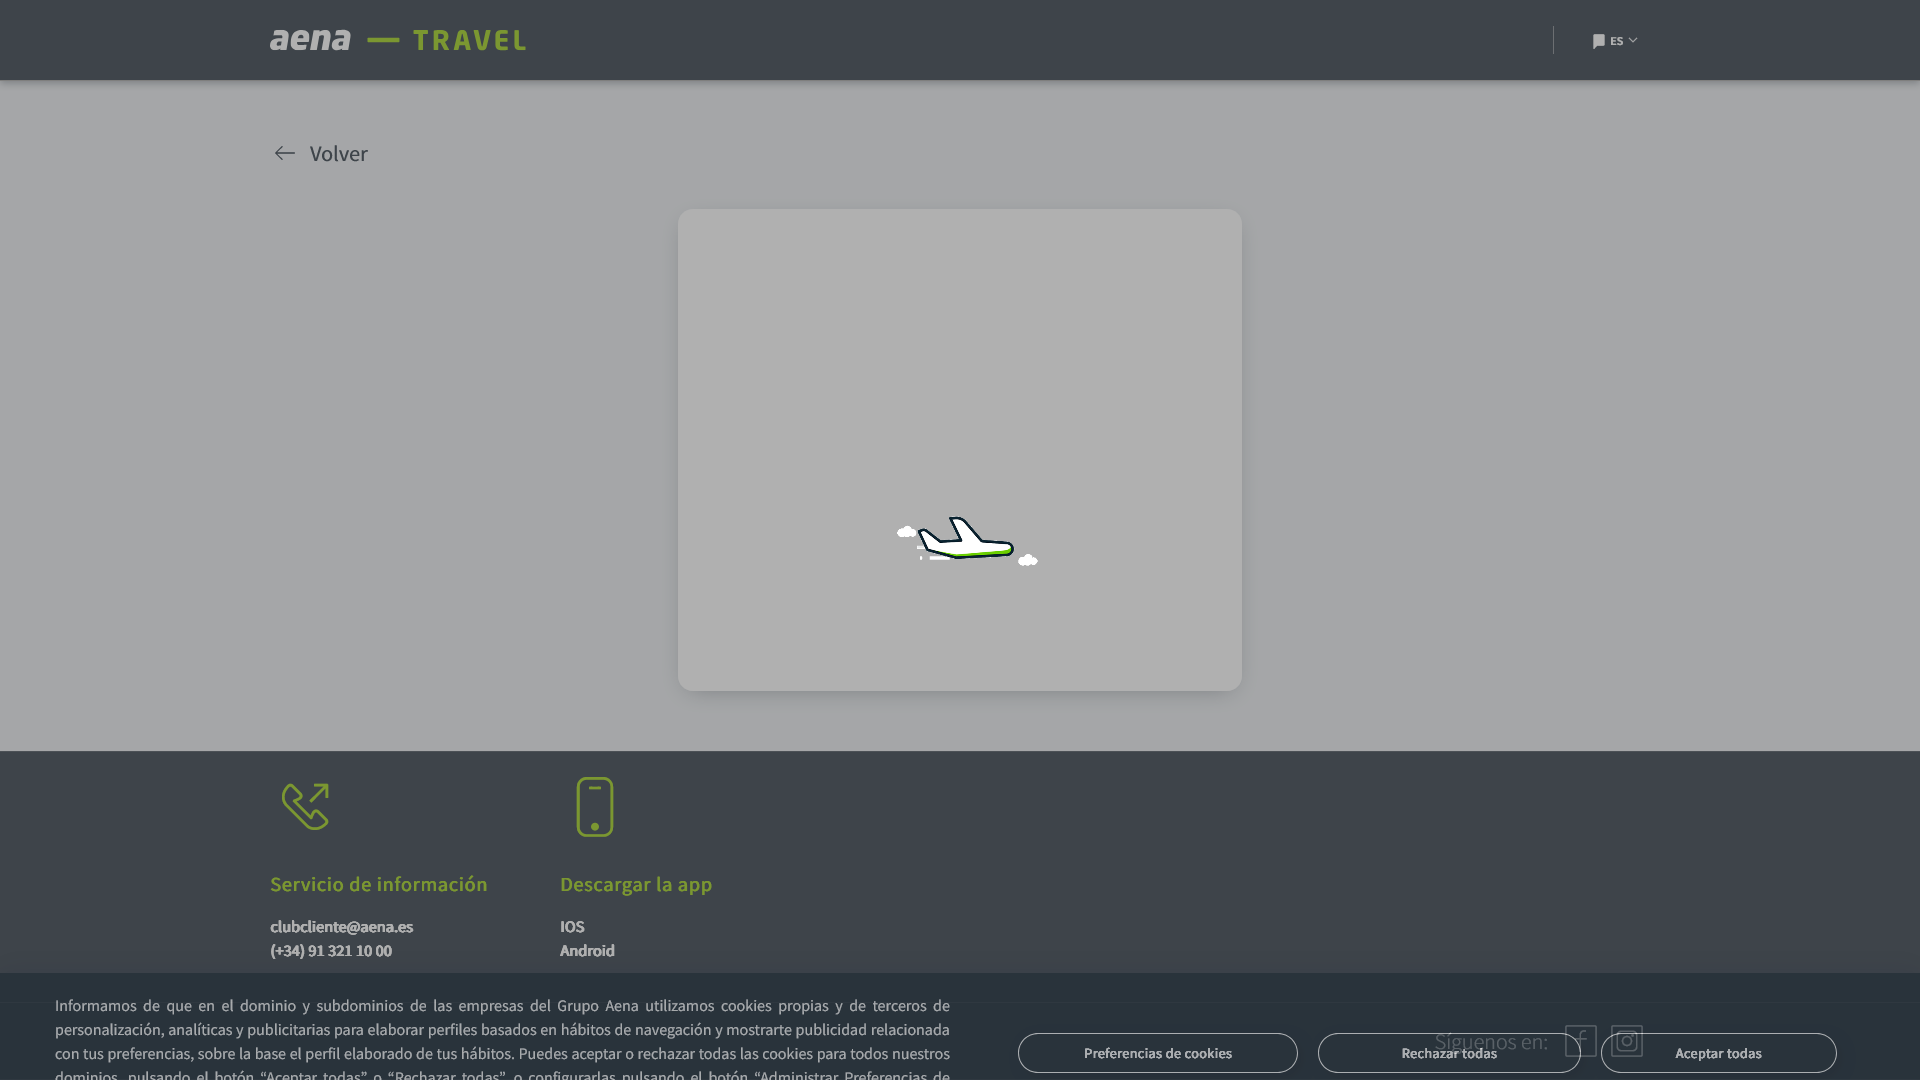 aena — TRAVEL
ES
Volver
Servicio de información
Descargar la app
clubcliente@aena.es
IOS
(+34) 91 321 10 00
Android
Informamos de que en el dominio y subdominios de las empresas del Grupo Aena utilizamos cookies propias y de terceros de
personalización, analíticas y publicitarias para elaborar perfiles basados en hábitos de navegación y mostrarte publicidad relacionada
con tus preferencias, sobre la base el perfil elaborado de tus hábitos. Puedes aceptar o rechazar todas las cookies para todos nuestros
dominios, pulsando el botón “Aceptar todas” o “Rechazar todas”, o configurarlas pulsando el botón “Administrar Preferencias de
Síguenos en:
Preferencias de cookies
Rechazar todas
Aceptar todas